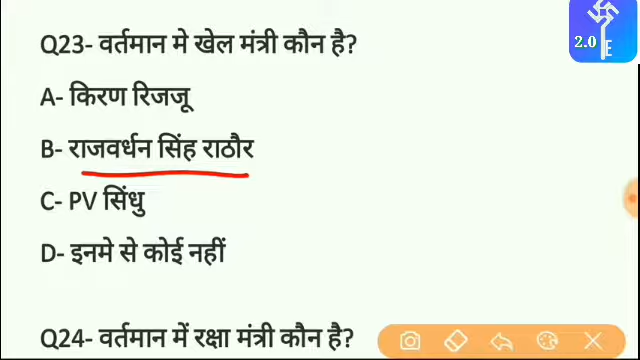 2.0
E
Q23- वर्तमान मे खेल मंत्री कौन है?
A- किरण रिजजू
B- राजवर्धन सिंह राठौर
C- PV सिंधु
D- इनमे से कोई नहीं
Q24- वर्तमान में रक्षा मंत्री कौन है?